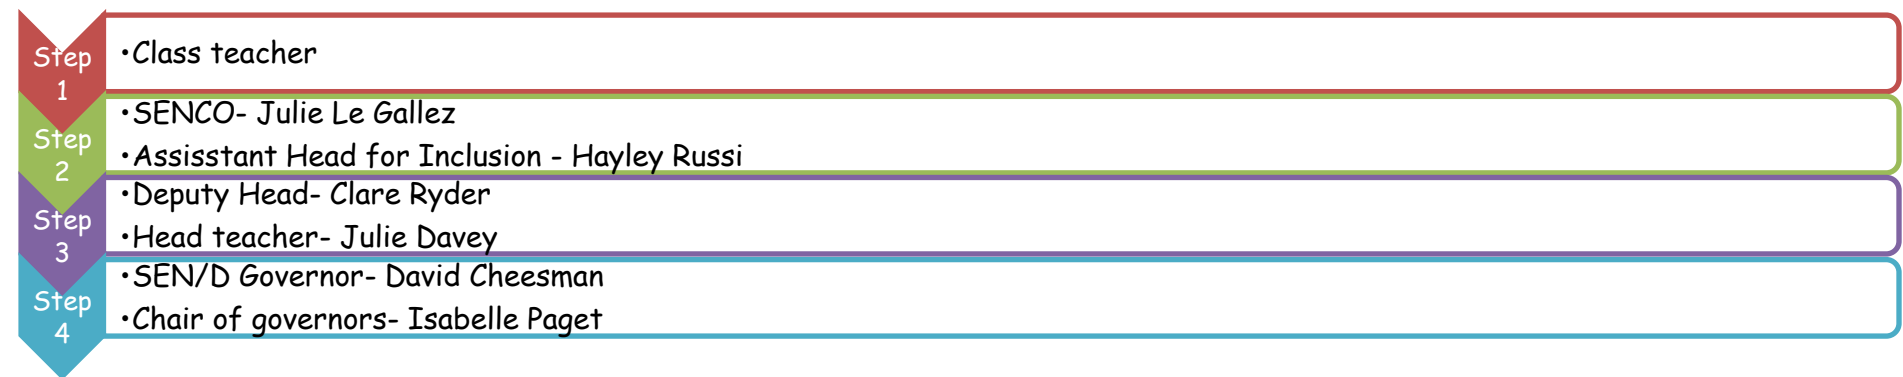 Step
1
•Class teacher
Step
2
•SENCO- Julie Le Gallez
•Assisstant Head for Inclusion - Hayley Russi
Step
3
•Deputy Head- Clare Ryder
•Head teacher- Julie Davey
Step
4
•SEN/D Governor- David Cheesman
•Chair of governors- Isabelle Paget